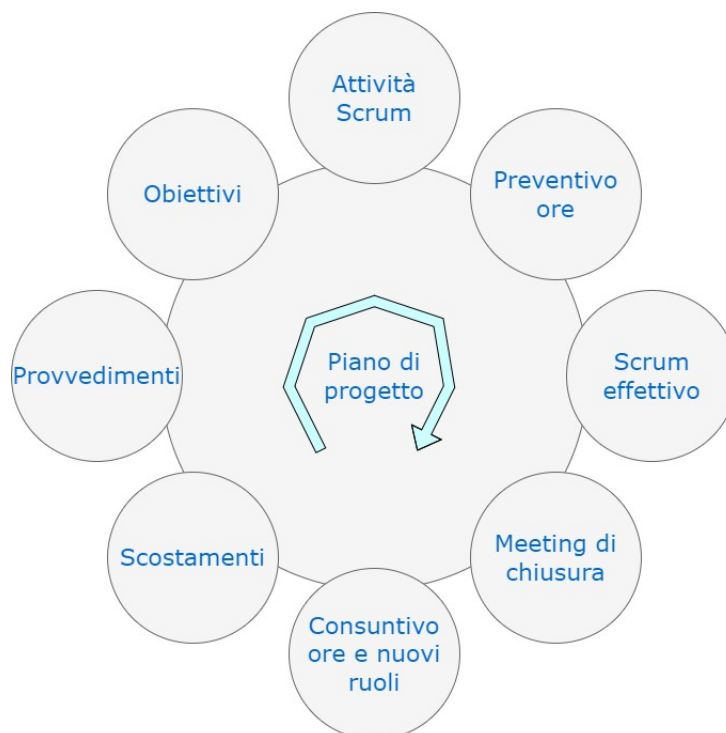 Attività
Scrum
Preventivo
ore
Obiettivi
Scrum
effettivo
Piano di
progetto
Provvedimenti
Meeting di
chiusura
Scostamenti
Consuntivo
ore e nuovi
ruoli